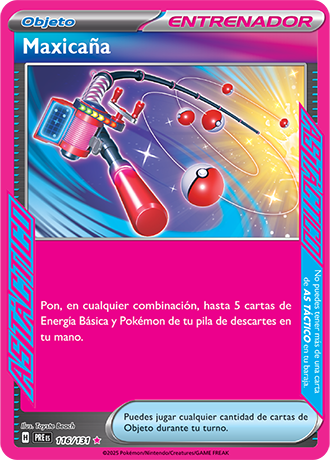 Objeto
ENTRENADOR
Maxicaña
AS TÁCTICO
AS TÁCTICO
No puedes tener más de una carta
de AS TÁCTICO en tu baraja.
Pon, en cualquier combinación, hasta 5 cartas de
Energía Básica y Pokémon de tu pila de descartes en
tu mano.
Ilus. Toyste Beach
H PRE ES 116/131
Puedes jugar cualquier cantidad de cartas de
Objeto durante tu turno.
©2025 Pokémon/Nintendo/Creatures/GAME FREAK